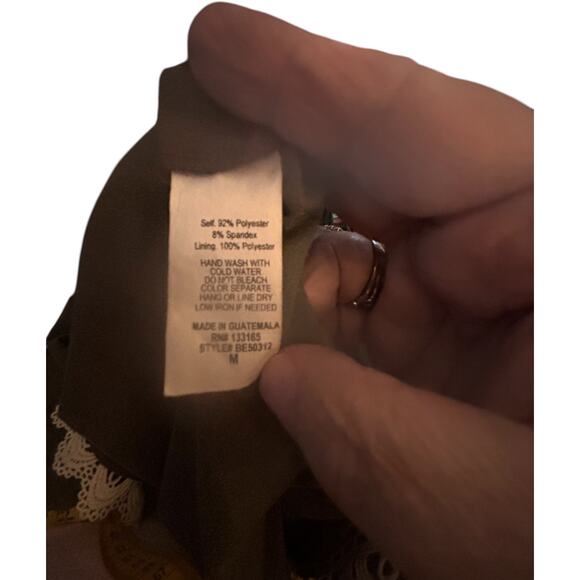 Self. 92% Polyester
8% Spandex
Lining. 100% Polyester
HAND WASH WITH
COLD WATER
DO NOT BLEACH
COLOR SEPARATE
HANG OR LINE DRY
LOW IRON IF NEEDED
MADE IN GUATEMALA
RN# 133165
STYLE# BE50312
M